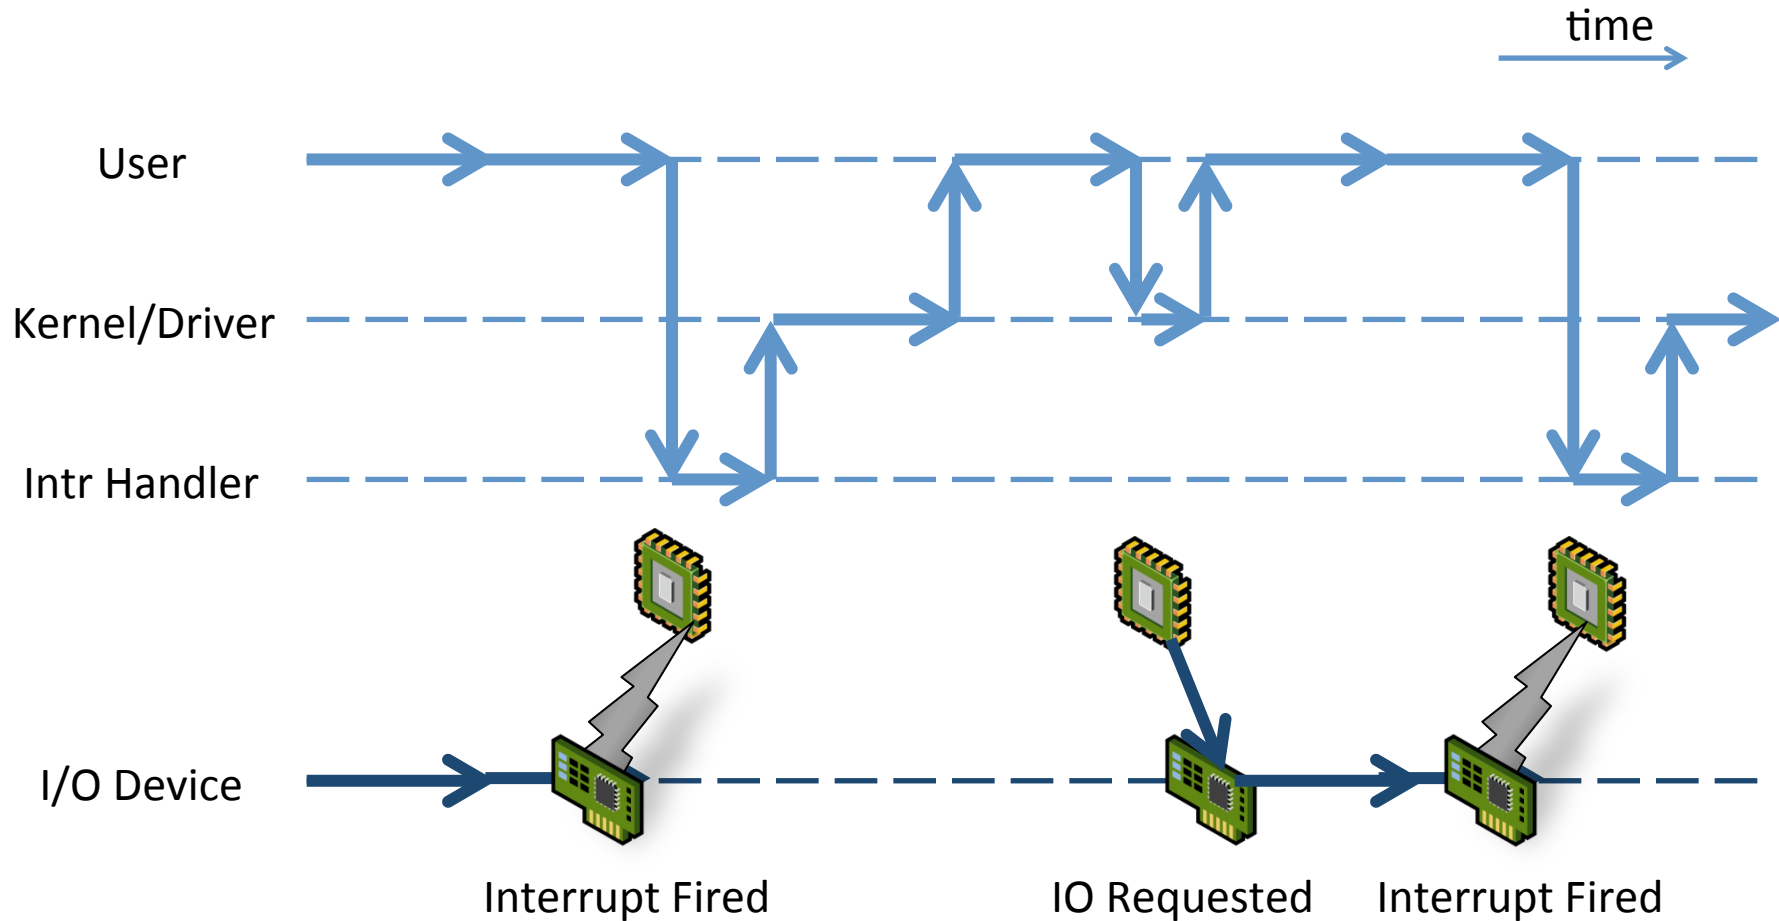 time
User
Kernel/Driver
Intr Handler
I/O Device
Interrupt Fired
IO Requested
Interrupt Fired